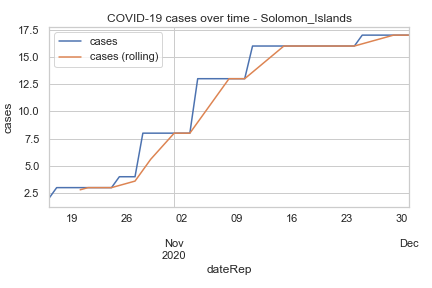 COVID-19 cases over time - Solomon_Islands
cases
cases (rolling)
cases
17.5
15.0
12.5
10.0
7.5
5.0
2.5
19 26 02 09 16 23 30
Nov Dec
2020
dateRep